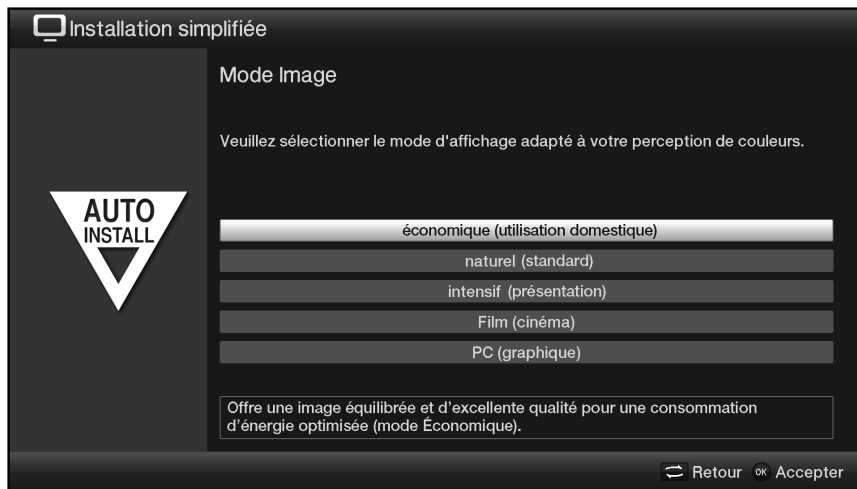 Installation simplifiée
Mode Image
Veuillez sélectionner le mode d'affichage adapté à votre perception de couleurs.
AUTO
INSTALL
économique (utilisation domestique)
naturel (standard)
intensif (présentation)
Film (cinéma)
PC (graphique)
Offre une image équilibrée et d'excellente qualité pour une consommation
d'énergie optimisée (mode Économique).
Retour OK Accepter